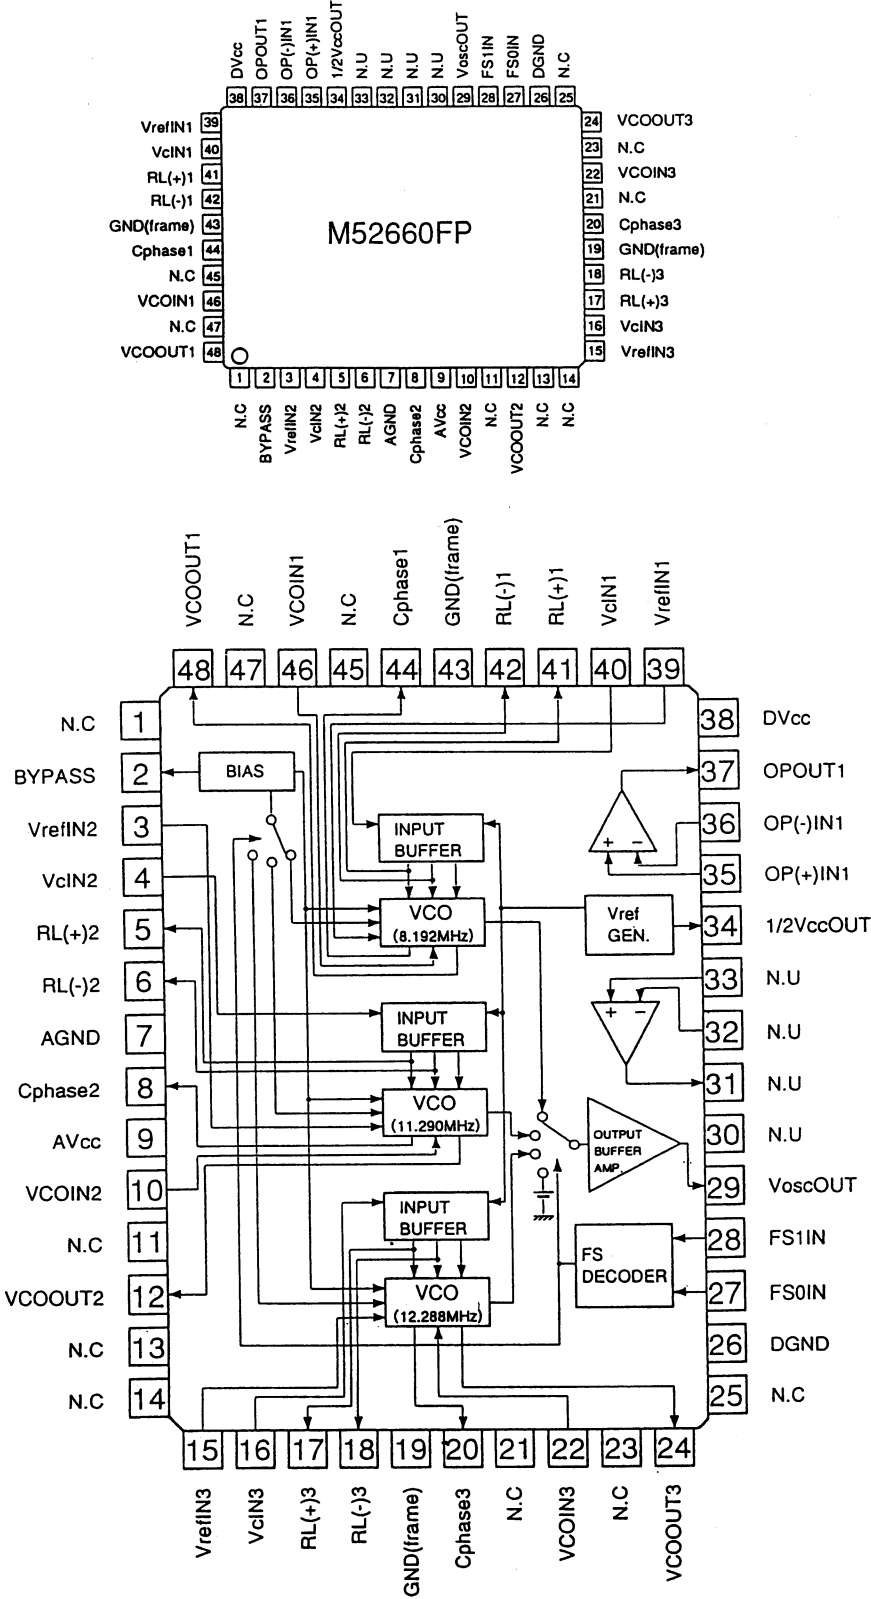 DVcc
OPOUT1
OP(-)IN1
OP(+)IN1
1/2VccOUT
N.U
N.U
N.U
N.U
VoscOUT
FS1IN
FS0IN
DGND
N.C
38 37 36 35 34 33 32 31 30 29 28 27 26 25
VrefIN1 39
VcIN1 40
RL(+)1 41
RL(-)1 42
GND(frame) 43
Cphase1 44
N.C 45
VCOIN1 46
N.C 47
VCOOUT1 48
M52660FP
24 VCOOUT3
23 N.C
22 VCOIN3
21 N.C
20 Cphase3
19 GND(frame)
18 RL(-)3
17 RL(+)3
16 VcIN3
15 VrefIN3
1 2 3 4 5 6 7 8 9 10 11 12 13 14
N.C
BYPASS
VrefIN2
VcIN2
RL(+)2
RL(-)2
AGND
Cphase2
AVcc
VCOIN2
N.C
VCOOUT2
N.C
N.C
VCOOUT1
N.C
VCOIN1
N.C
Cphase1
GND(frame)
RL(-)1
RL(+)1
VcIN1
VrefIN1
48 47 46 45 44 43 42 41 40 39
N.C 1
BYPASS 2
VrefIN2 3
VcIN2 4
RL(+)2 5
RL(-)2 6
AGND 7
Cphase2 8
AVcc 9
VCOIN2 10
N.C 11
VCOOUT2 12
N.C 13
N.C 14
BIAS
INPUT
BUFFER
VCO
(8.192MHz)
INPUT
BUFFER
VCO
(11.290MHz)
INPUT
BUFFER
VCO
(12.288MHz)
+ −
Vref
GEN.
+ −
OUTPUT
BUFFER
AMP.
FS
DECODER
38 DVcc
37 OPOUT1
36 OP(-)IN1
35 OP(+)IN1
34 1/2VccOUT
33 N.U
32 N.U
31 N.U
30 N.U
29 VoscOUT
28 FS1IN
27 FS0IN
26 DGND
25 N.C
15 16 17 18 19 20 21 22 23 24
VrefIN3
VcIN3
RL(+)3
RL(-)3
GND(frame)
Cphase3
N.C
VCOIN3
N.C
VCOOUT3